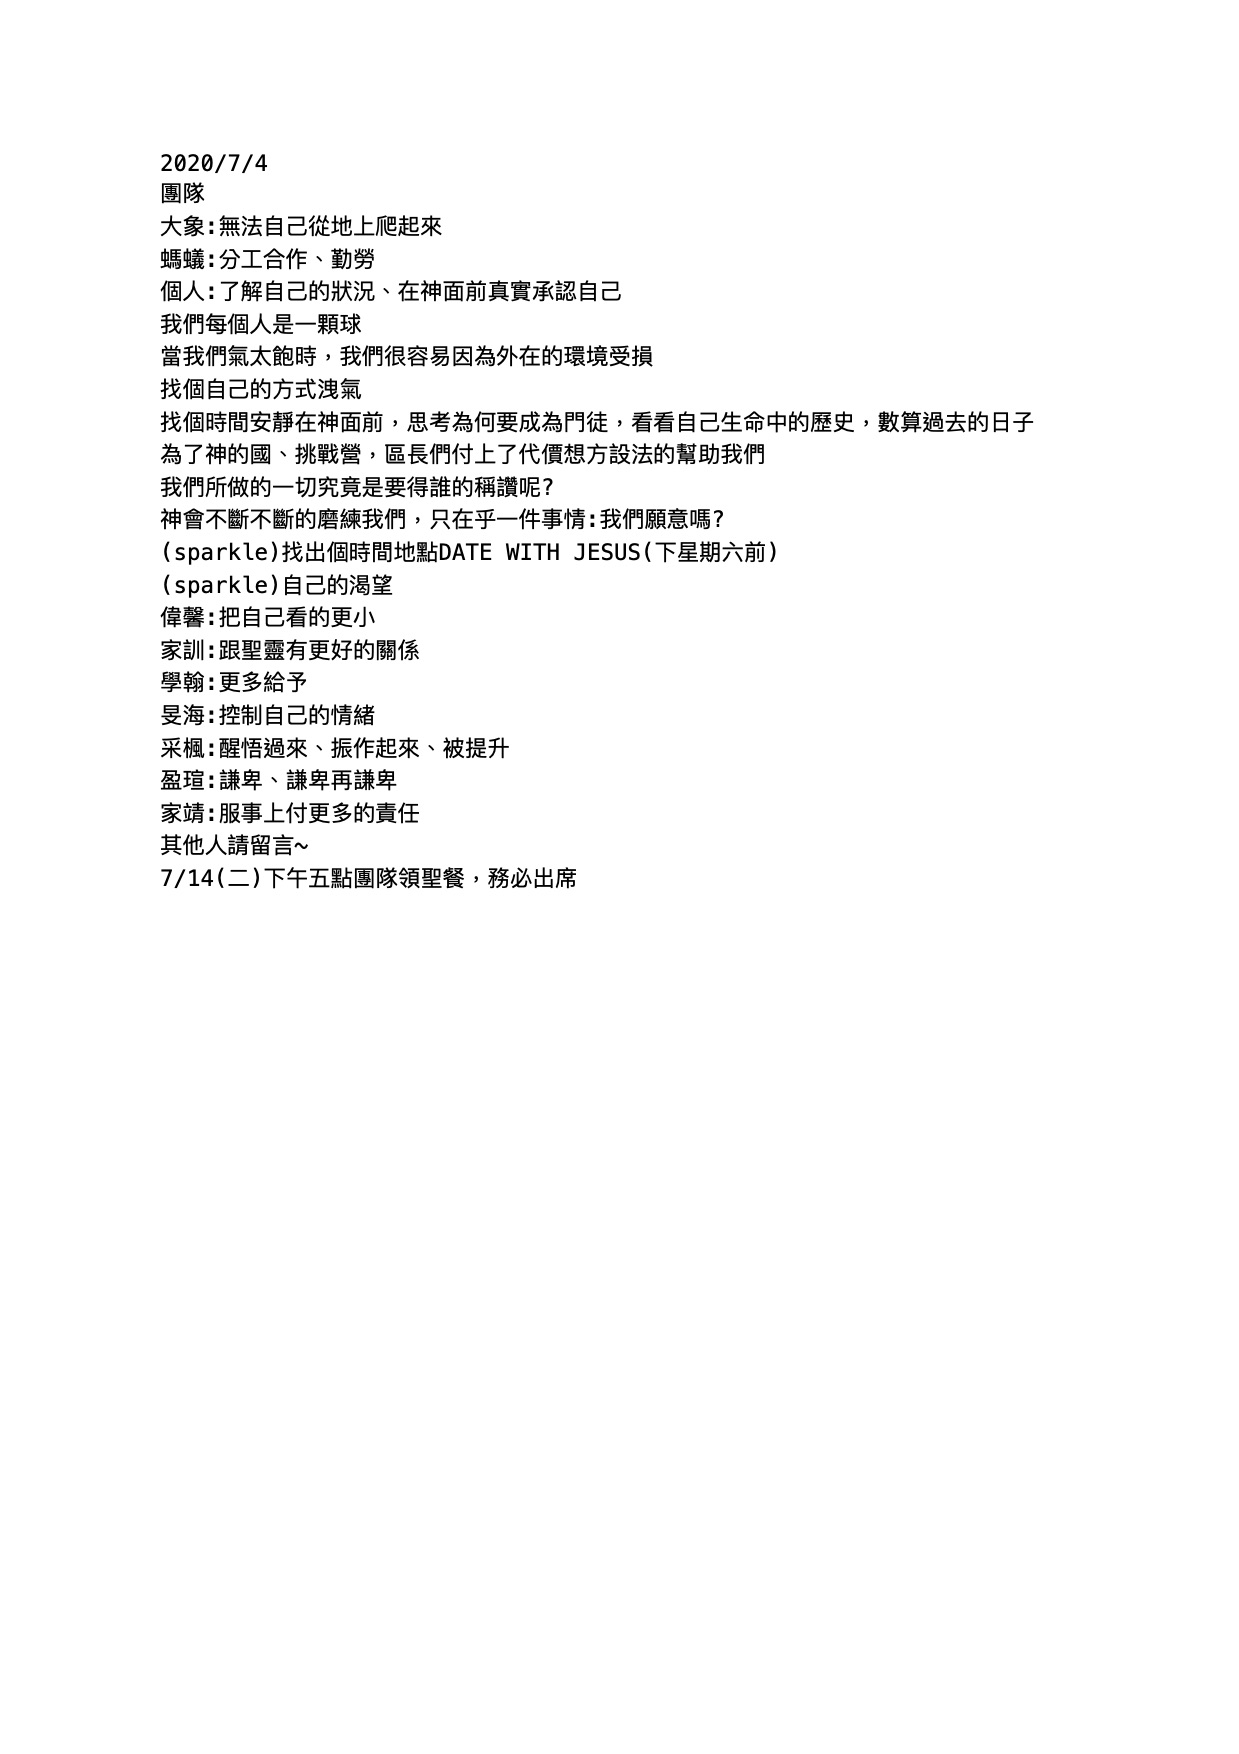 2020/7/4
團隊
大象:無法自己從地上爬起來
螞蟻:分工合作、勤勞
個人:了解自己的狀況、在神面前真實承認自己
我們每個人是一顆球
當我們氣太飽時，我們很容易因為外在的環境受損
找個自己的方式洩氣
找個時間安靜在神面前，思考為何要成為門徒，看看自己生命中的歷史，數算過去的日子
為了神的國、挑戰營，區長們付上了代價想方設法的幫助我們
我們所做的一切究竟是要得誰的稱讚呢?
神會不斷不斷的磨練我們，只在乎一件事情:我們願意嗎?
(sparkle)找出個時間地點DATE WITH JESUS(下星期六前)
(sparkle)自己的渴望
偉馨:把自己看的更小
家訓:跟聖靈有更好的關係
學翰:更多給予
旻海:控制自己的情緒
采楓:醒悟過來、振作起來、被提升
盈瑄:謙卑、謙卑再謙卑
家靖:服事上付更多的責任
其他人請留言~
7/14(二)下午五點團隊領聖餐，務必出席